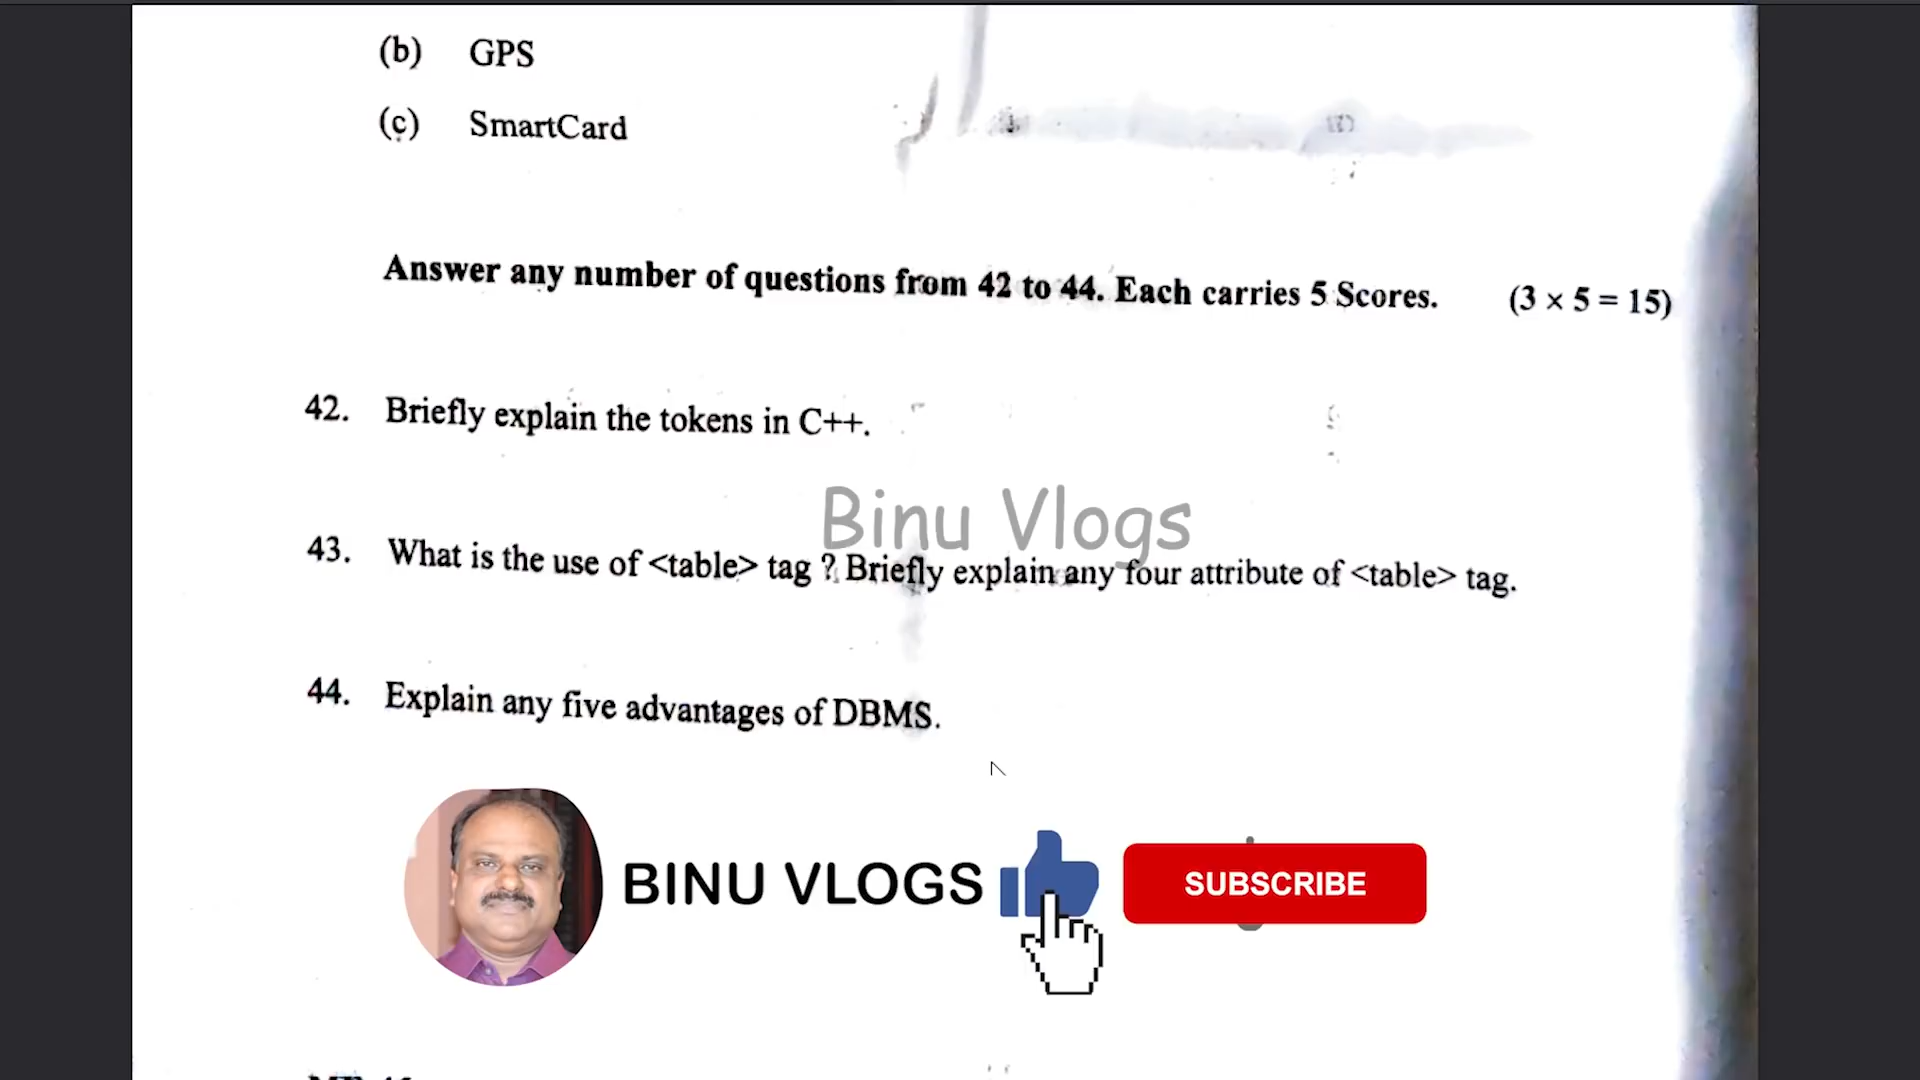 (b) GPS
(c) SmartCard
Answer any number of questions from 42 to 44. Each carries 5 Scores. (3 × 5 = 15)
42. Briefly explain the tokens in C++.
Binu Vlogs
43. What is the use of <table> tag ? Briefly explain any four attribute of <table> tag.
44. Explain any five advantages of DBMS.
BINU VLOGS SUBSCRIBE